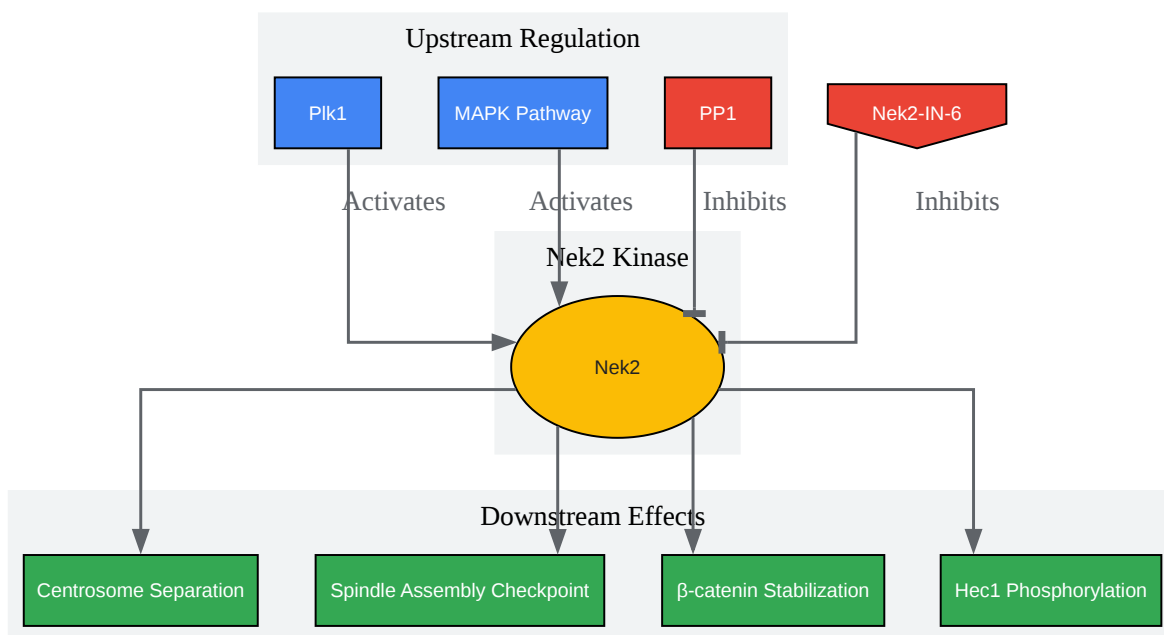 Upstream Regulation
Plk1
MAPK Pathway
PP1
Nek2-IN-6
Activates
Activates
Inhibits
Inhibits
Nek2 Kinase
Nek2
Downstream Effects
Centrosome Separation
Spindle Assembly Checkpoint
β-catenin Stabilization
Hec1 Phosphorylation